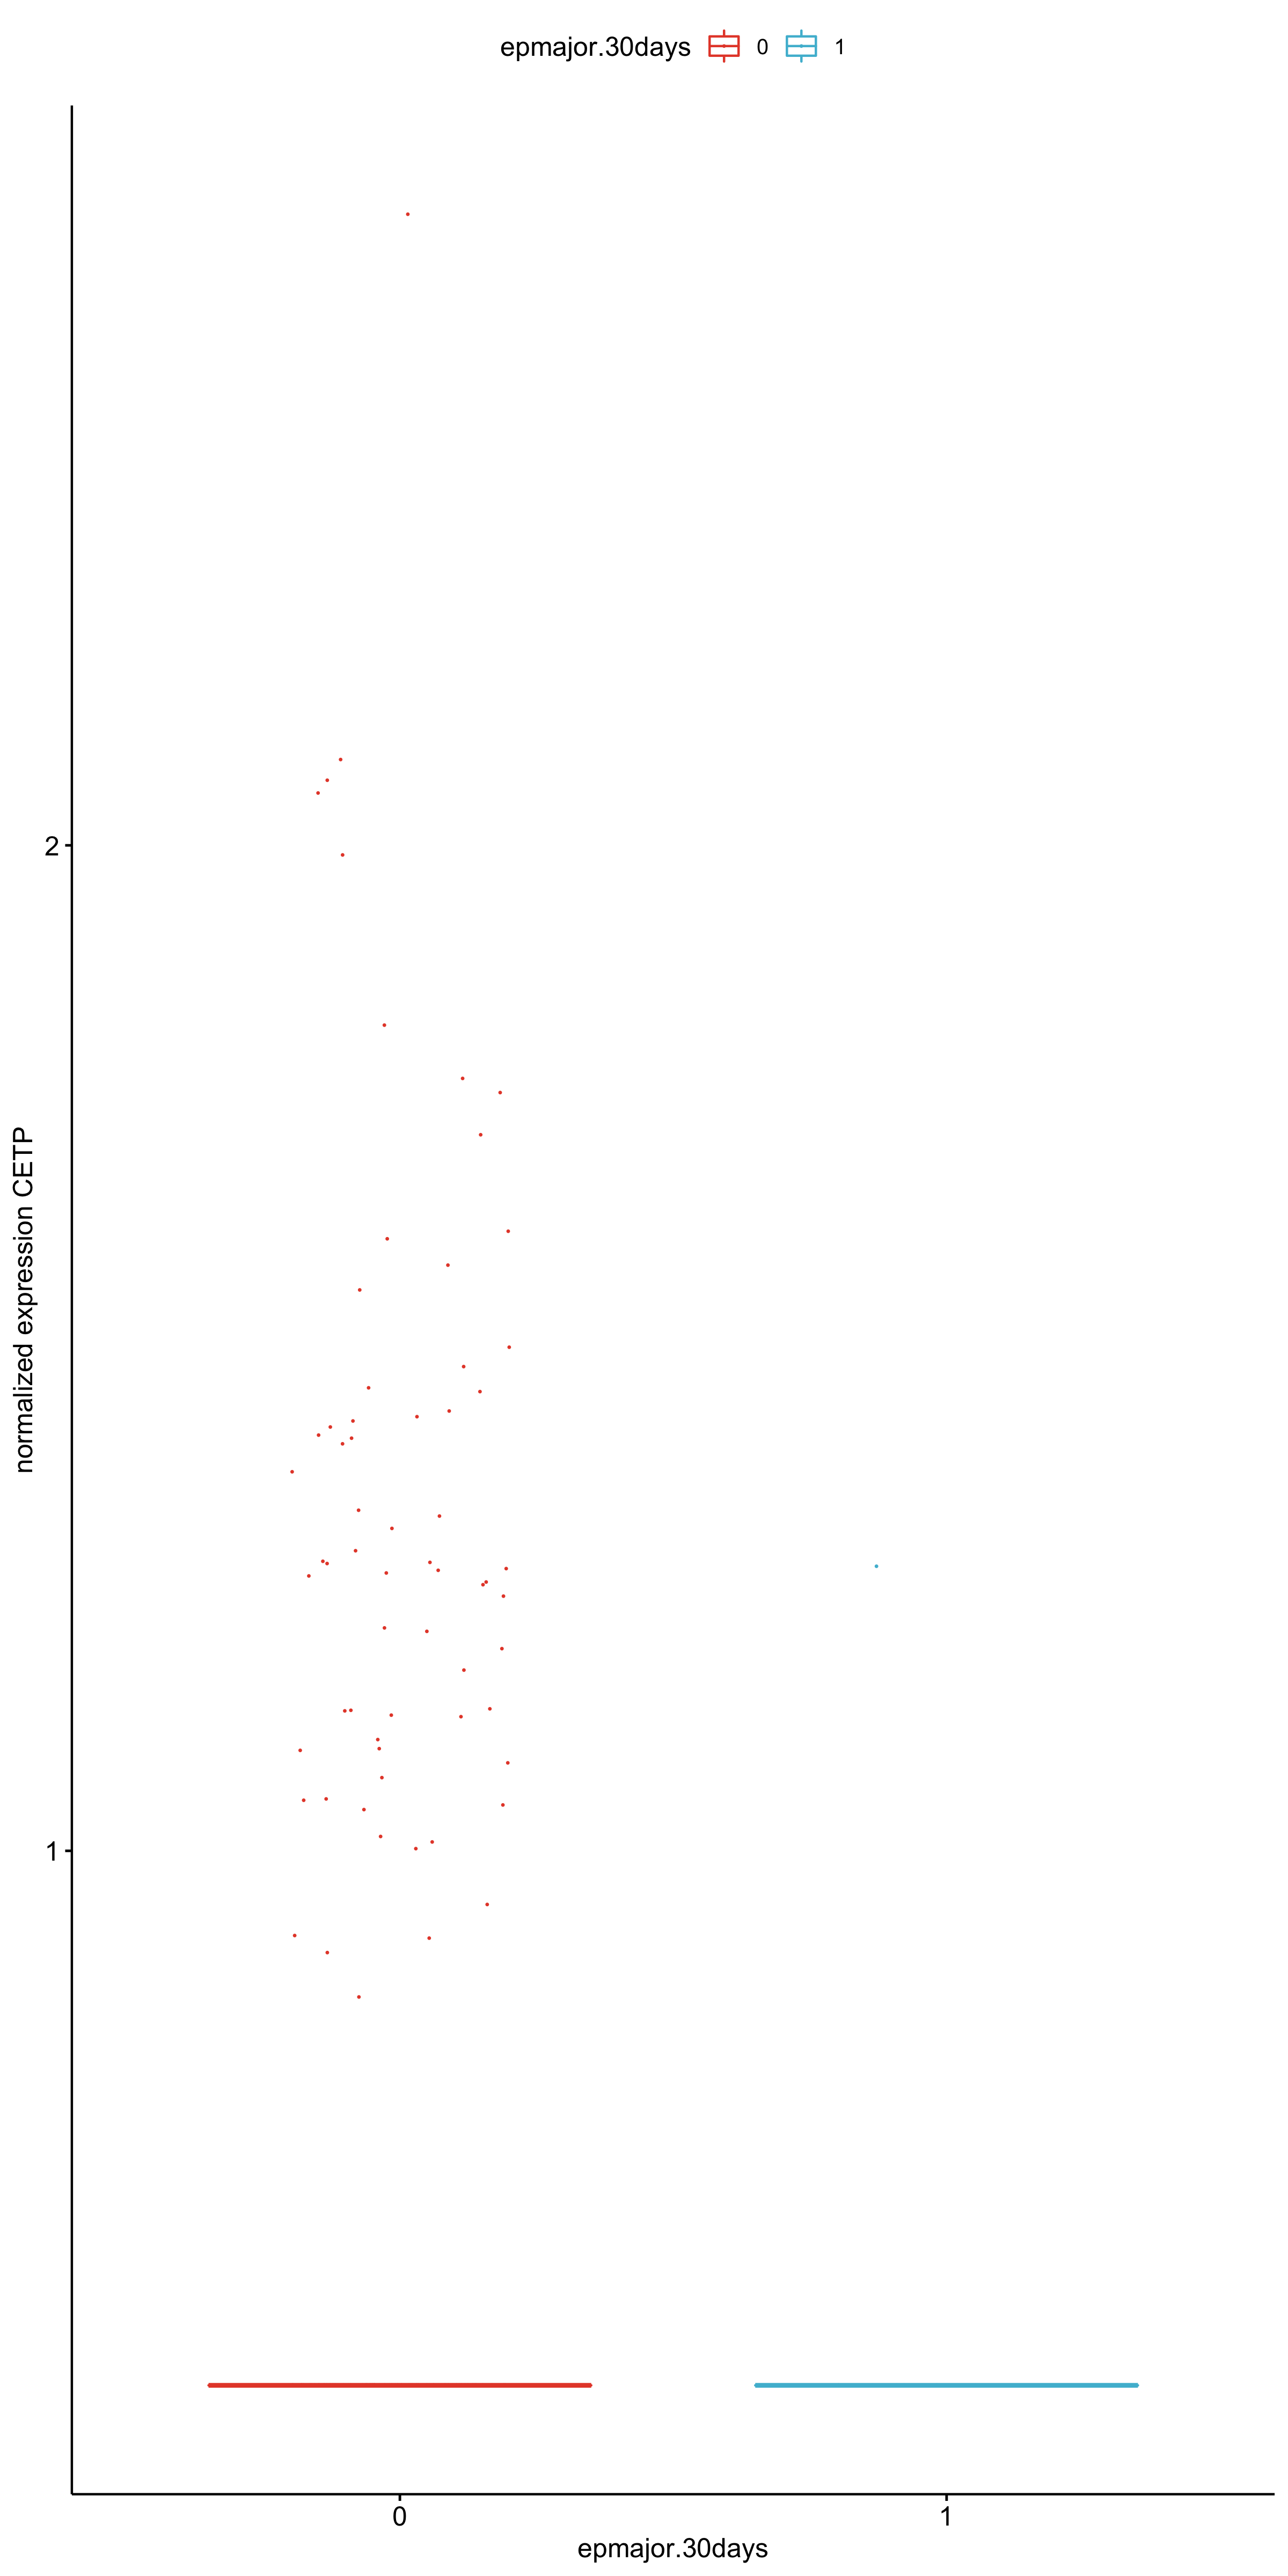 epmajor.30days 0 1
2
normalized expression CETP
1
0 1
epmajor.30days